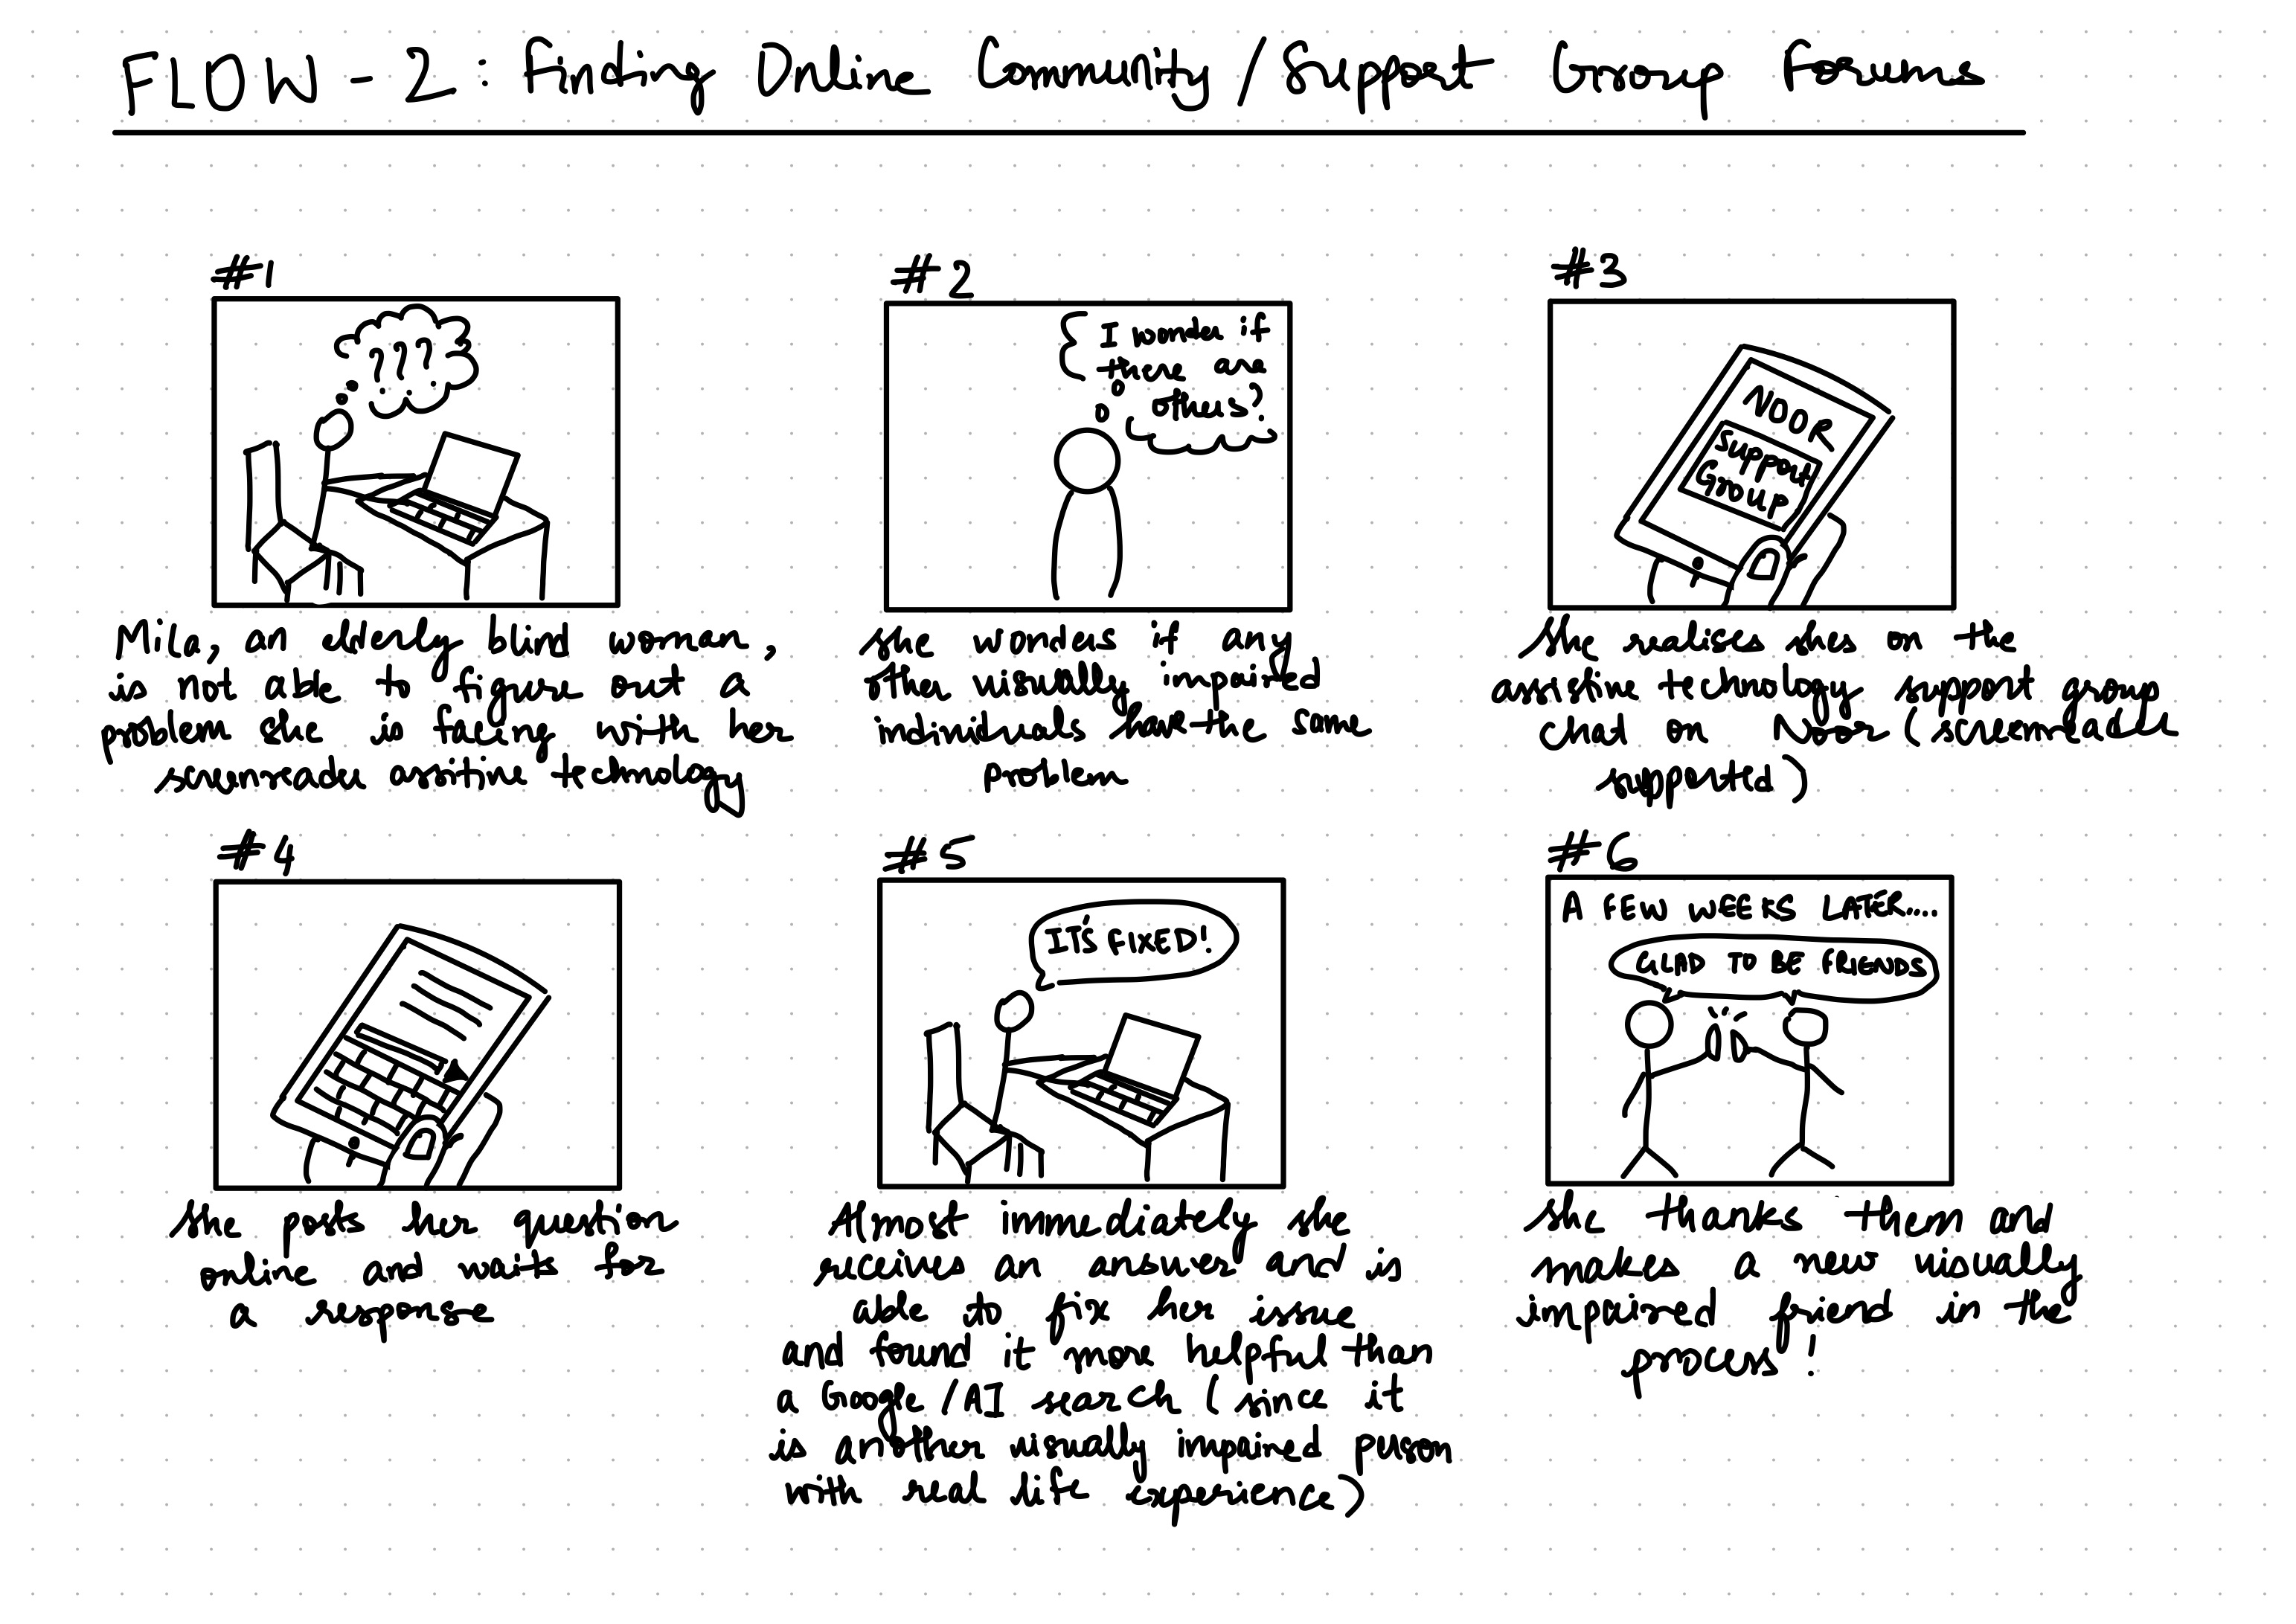 FLOW - 2 : Finding Online Community/Support Group Forums
#1
???
Mila, an elderly blind woman,
is not able to figure out a
problem she is facing with her
screenreader assitive technology
#2
I wonder if
there are
others?
she wonders if any
other visually impaired
individuals have the same
problem
#3
NOOR
Support
Group
She realises shes on the
assistive technology support group
chat on Noor (screenreader
supported)
#4
She posts her question
online and waits for
a response
#5
IT'S FIXED!
Almost immediately she
receives an answer and is
able to fix her issue
and found it more helpful than
a Google/AI search (since it
is another visually impaired person
with real life experience)
#6
A FEW WEEKS LATER....
GLAD TO BE FRIENDS
She thanks them and
makes a new visually
impaired friend in the
process!